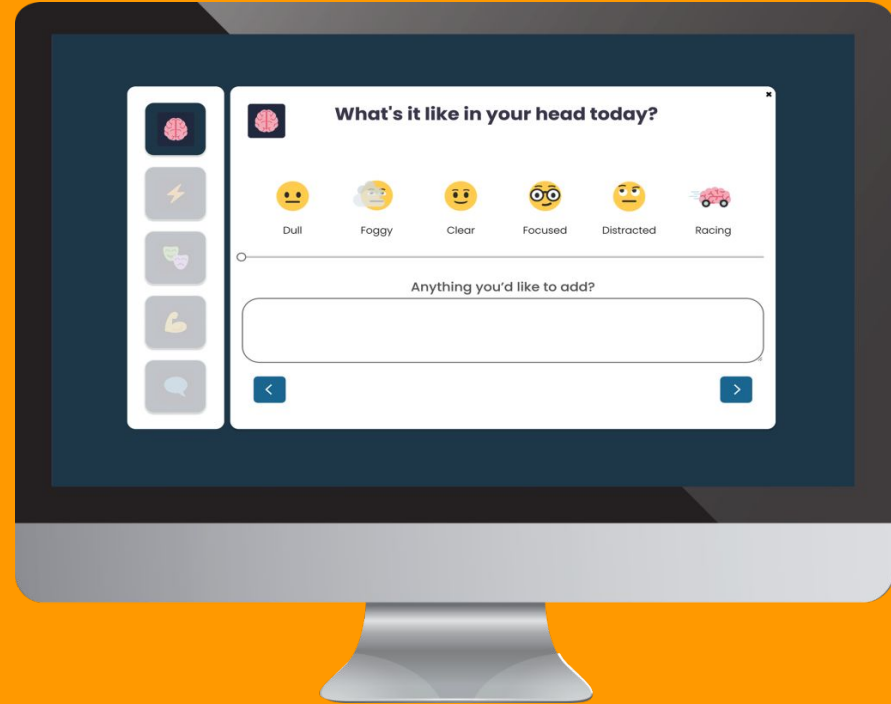 What's it like in your head today?
Dull Foggy Clear Focused Distracted Racing
Anything you'd like to add?